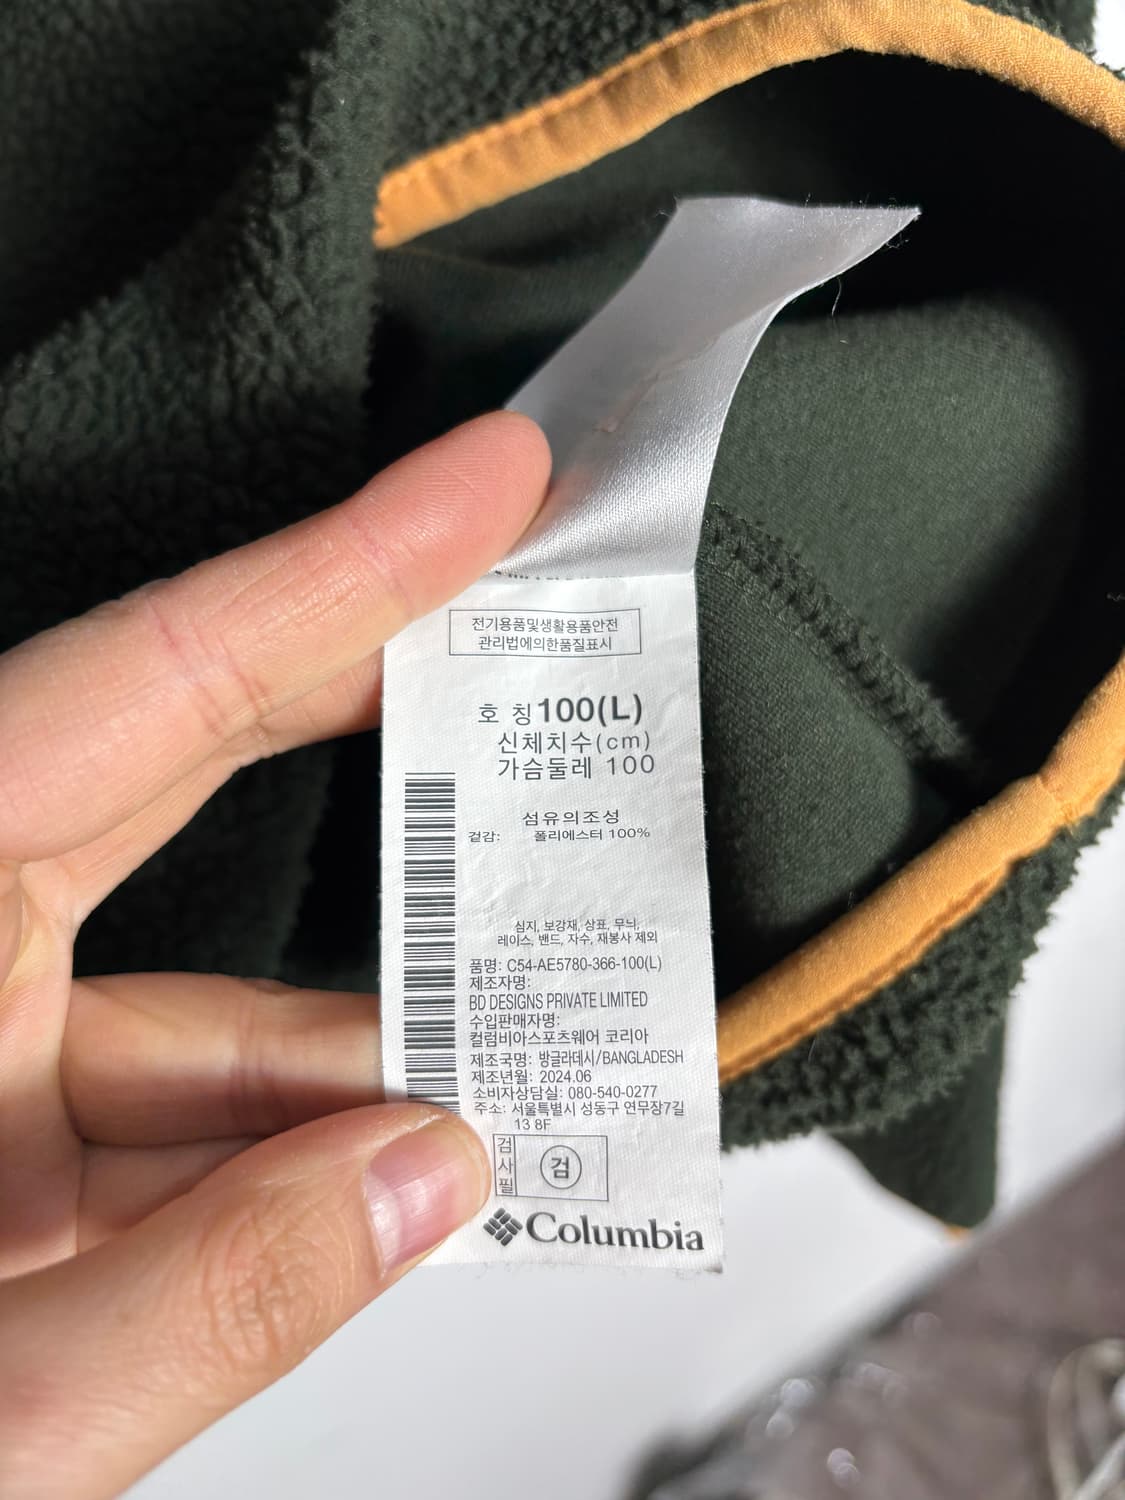 전기용품및생활용품안전
관리법에의한품질표시
호 칭 100(L)
신체치수(cm)
가슴둘레 100
섬유의조성
겉감: 폴리에스터 100%
심지, 보강재, 상표, 무늬,
레이스, 밴드, 자수, 재봉사 제외
품명: C54-AE5780-366-100(L)
제조자명:
BD DESIGNS PRIVATE LIMITED
수입판매자명:
컬럼비아스포츠웨어 코리아
제조국명: 방글라데시/BANGLADESH
제조년월: 2024.06
소비자상담실: 080-540-0277
주소: 서울특별시 성동구 연무장7길
13 8F
검사필
검
Columbia